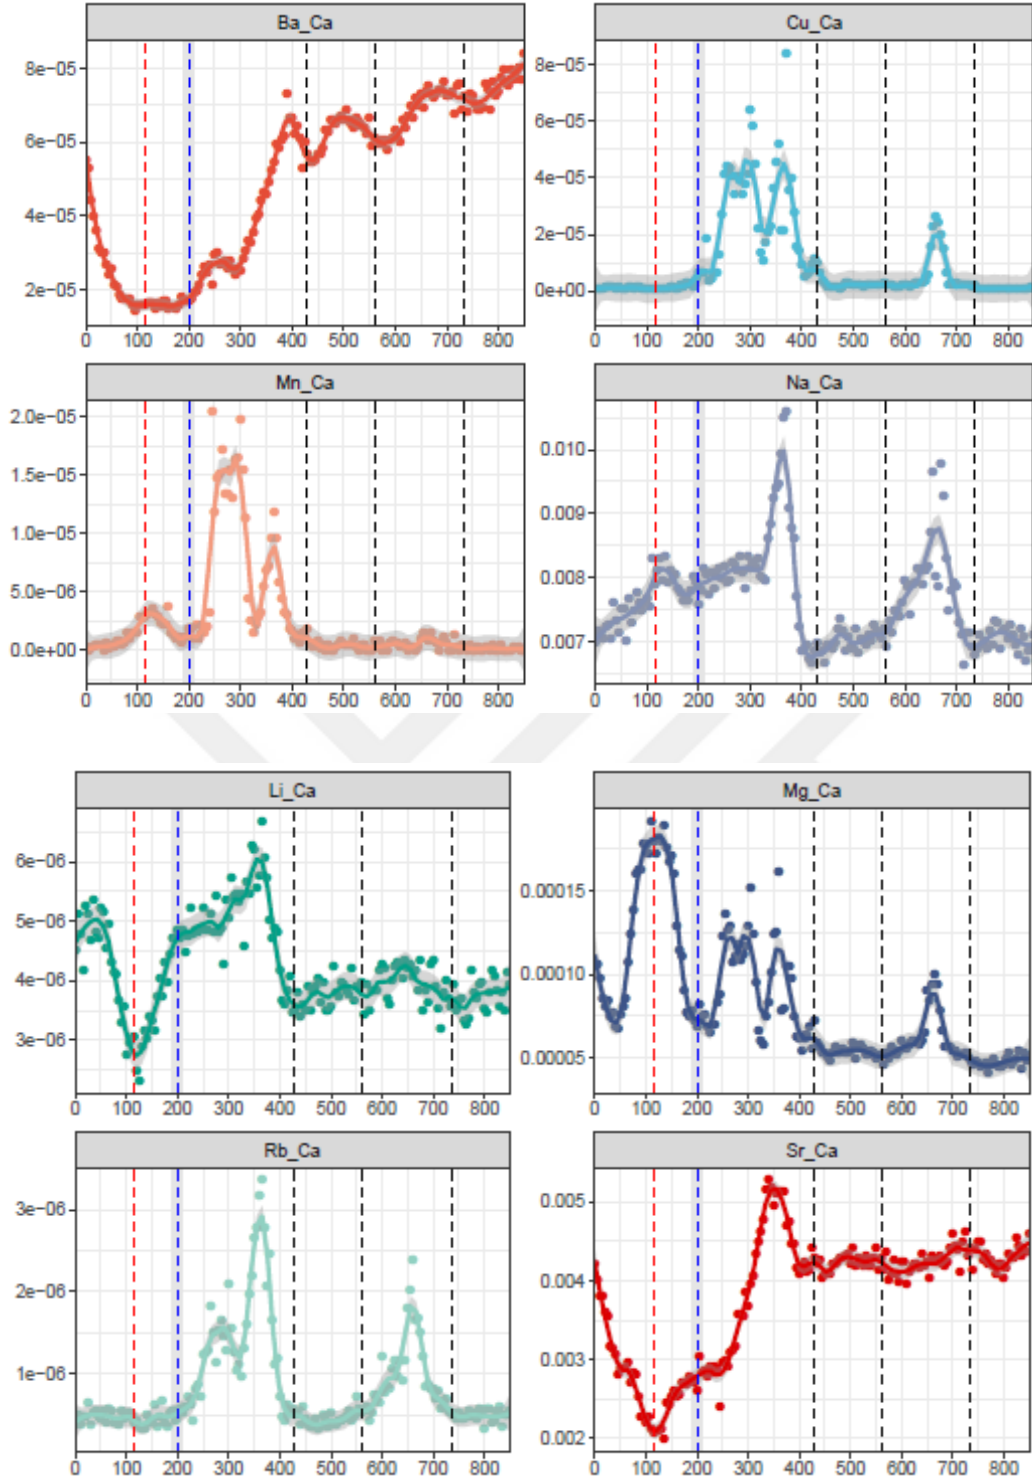 Ba_Ca Cu_Ca
8e−05 8e−05
6e−05 6e−05
4e−05 4e−05
2e−05 2e−05
0e+00
0 100 200 300 400 500 600 700 800 0 100 200 300 400 500 600 700 800
Mn_Ca Na_Ca
2.0e−05 0.010
1.5e−05 0.009
1.0e−05 0.008
5.0e−06 0.007
0.0e+00
0 100 200 300 400 500 600 700 800 0 100 200 300 400 500 600 700 800
Li_Ca Mg_Ca
6e−06 0.00015
5e−06 0.00010
4e−06 0.00005
3e−06
0 100 200 300 400 500 600 700 800 0 100 200 300 400 500 600 700 800
Rb_Ca Sr_Ca
3e−06 0.005
2e−06 0.004
1e−06 0.003
0.002
0 100 200 300 400 500 600 700 800 0 100 200 300 400 500 600 700 800